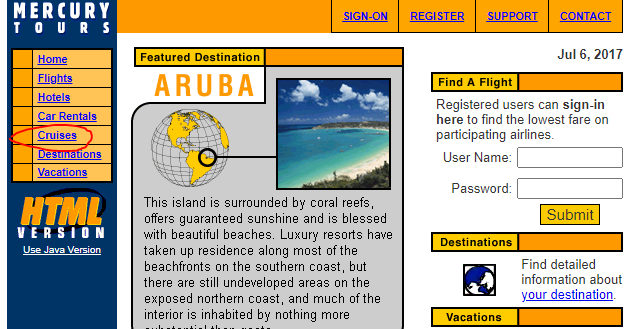 MERCURY
TOURS
SIGN-ON
REGISTER
SUPPORT
CONTACT
Home
Flights
Hotels
Car Rentals
Cruises
Destinations
Vacations
HTML
VERSION
Use Java Version
Featured Destination
ARUBA
This island is surrounded by coral reefs,
offers guaranteed sunshine and is blessed
with beautiful beaches. Luxury resorts have
taken up residence along most of the
beachfronts on the southern coast, but
there are still undeveloped areas on the
exposed northern coast, and much of the
interior is inhabited by nothing more
substantial than goats.
Jul 6, 2017
Find A Flight
Registered users can sign-in
here to find the lowest fare on
participating airlines.
User Name:
Password:
Submit
Destinations
Find detailed
information about
your destination.
Vacations